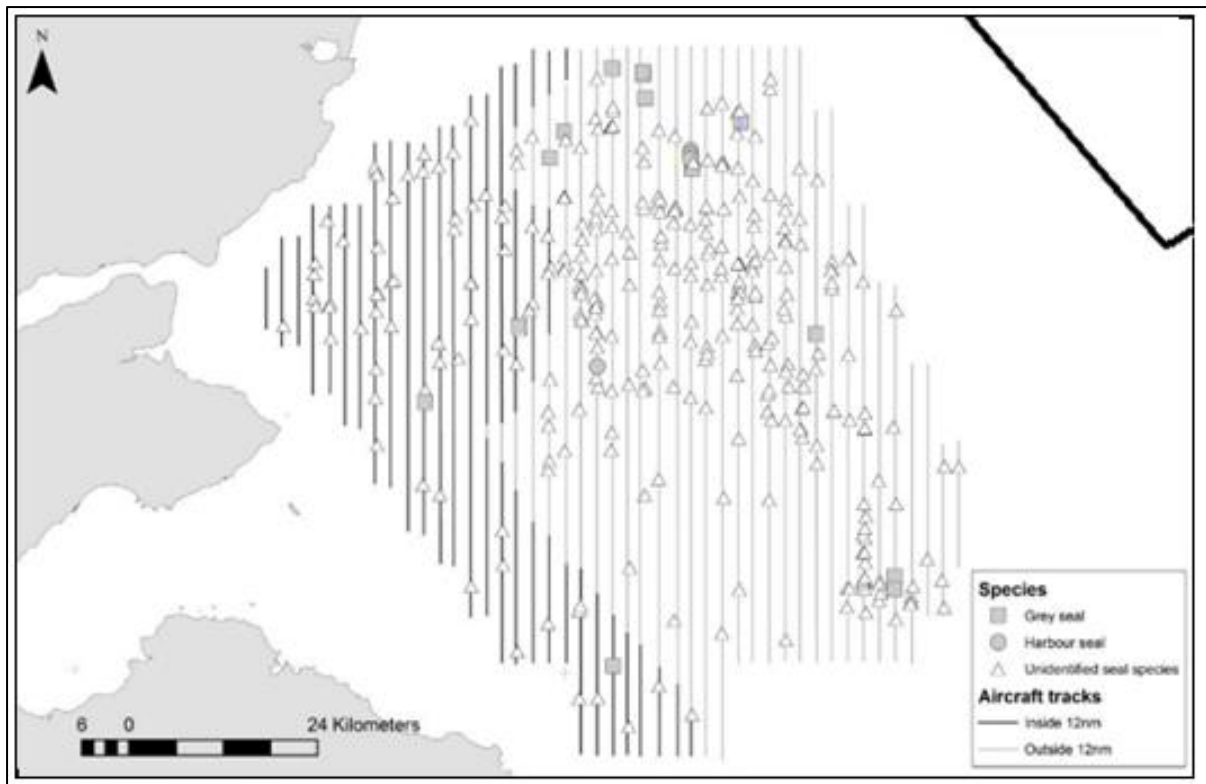 N
Species
Grey seal
Harbour seal
Unidentified seal species
Aircraft tracks
Inside 12nm
Outside 12nm
6 0 24 Kilometers